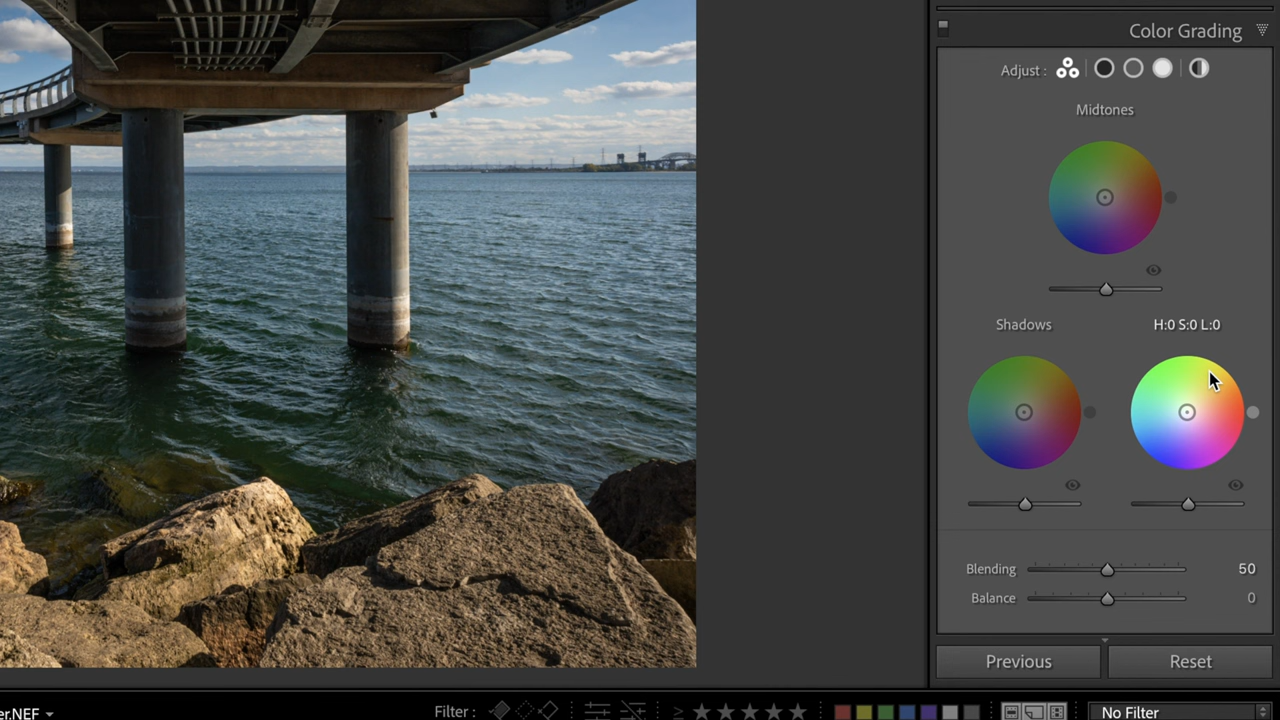 Color Grading
Adjust :
Midtones
Shadows H:0 S:0 L:0
Blending 50
Balance 0
Previous Reset
er.NEF Filter : No Filter